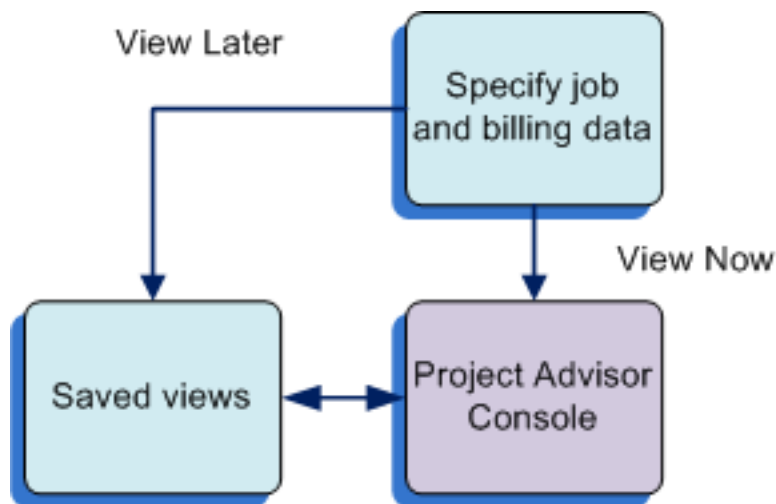 View Later
Specify job
and billing data
View Now
Saved views
Project Advisor
Console